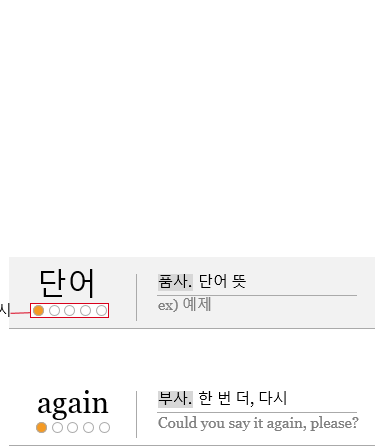 단어
품사. 단어 뜻
시
ex) 예제
again
부사. 한 번 더, 다시
Could you say it again, please?